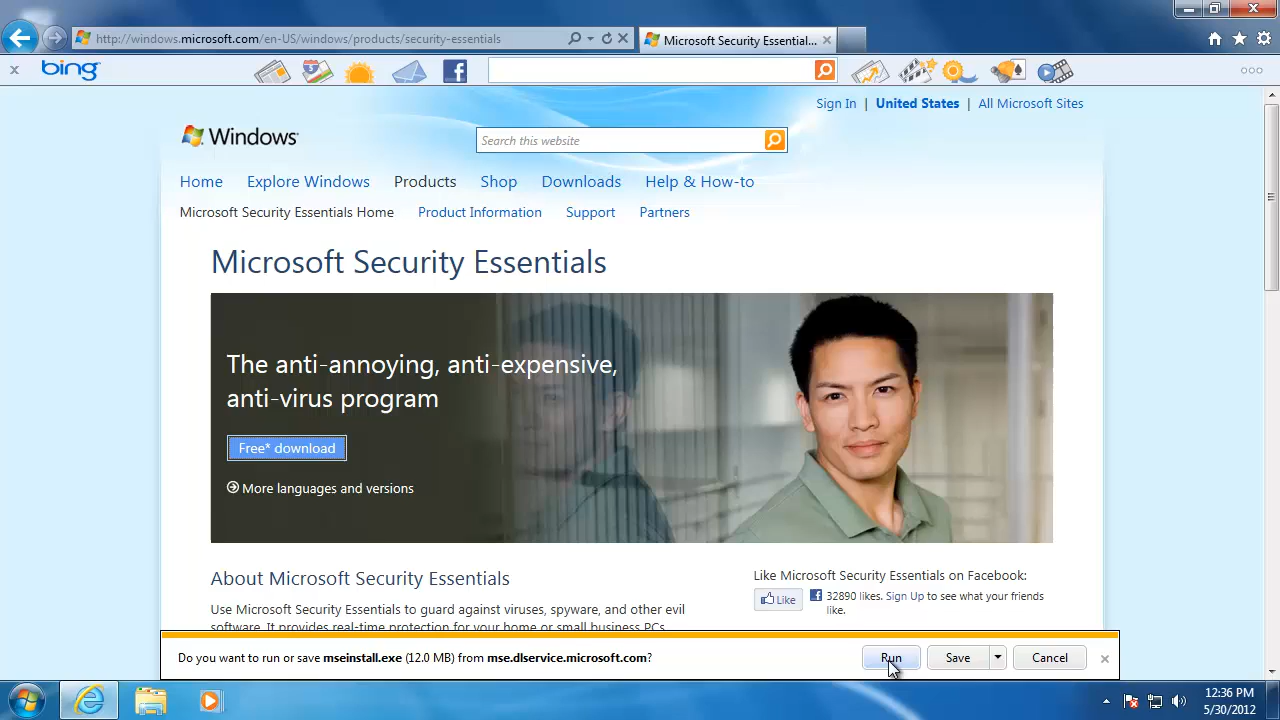 http://windows.microsoft.com/en-US/windows/products/security-essentials
Microsoft Security Essential...
bing
Sign In | United States | All Microsoft Sites
Windows
Search this website
Home Explore Windows Products Shop Downloads Help & How-to
Microsoft Security Essentials Home Product Information Support Partners
Microsoft Security Essentials
The anti-annoying, anti-expensive,
anti-virus program
Free* download
More languages and versions
About Microsoft Security Essentials
Use Microsoft Security Essentials to guard against viruses, spyware, and other evil
software. It provides real-time protection for your home or small business PCs.
Like Microsoft Security Essentials on Facebook:
Like
32890 likes. Sign Up to see what your friends
like.
Do you want to run or save mseinstall.exe (12.0 MB) from mse.dlservice.microsoft.com?
Run Save Cancel
12:36 PM
5/30/2012